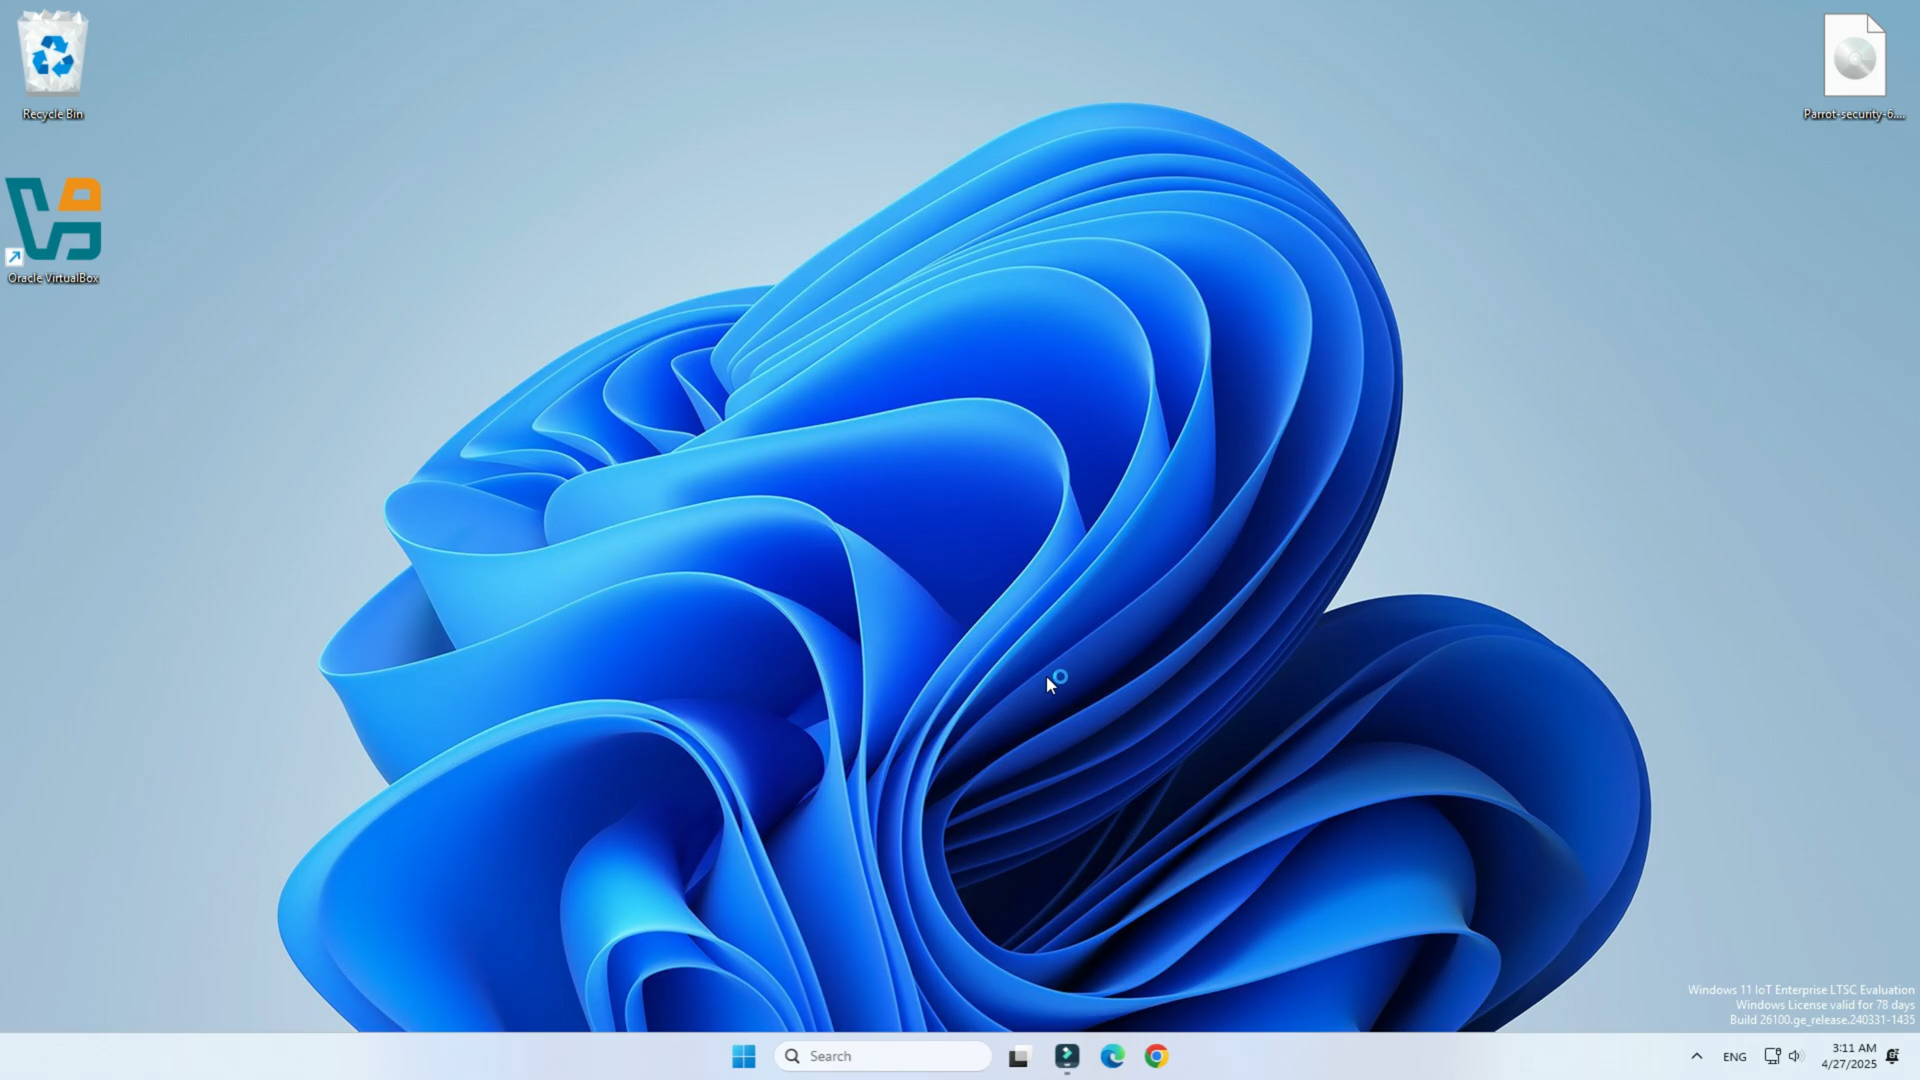 Recycle Bin
Parrot-security-6....
Oracle VirtualBox
Windows 11 IoT Enterprise LTSC Evaluation
Windows License valid for 78 days
Build 26100.ge_release.240331-1435
Search
ENG
3:11 AM
4/27/2025